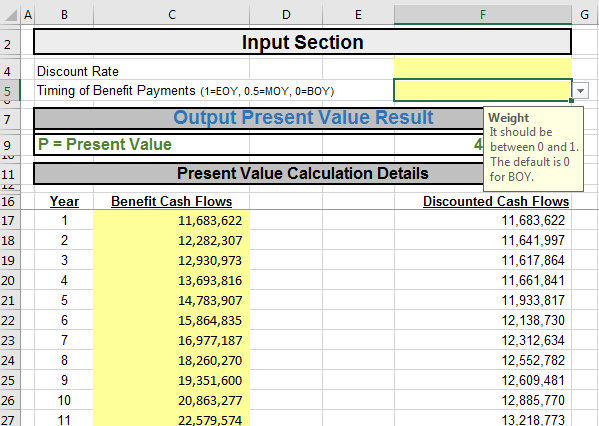 A B C D E F G
2 Input Section
4 Discount Rate
5 Timing of Benefit Payments (1=EOY, 0.5=MOY, 0=BOY)
7 Output Present Value Result
9 P = Present Value 4
11 Present Value Calculation Details
Weight
It should be
between 0 and 1.
The default is 0
for BOY.
16 Year Benefit Cash Flows Discounted Cash Flows
17 1 11,683,622 11,683,622
18 2 12,282,307 11,641,997
19 3 12,930,973 11,617,864
20 4 13,693,816 11,661,841
21 5 14,783,907 11,933,817
22 6 15,864,835 12,138,730
23 7 16,977,187 12,312,634
24 8 18,260,270 12,552,782
25 9 19,351,600 12,609,481
26 10 20,863,277 12,885,770
27 11 22,579,574 13,218,773